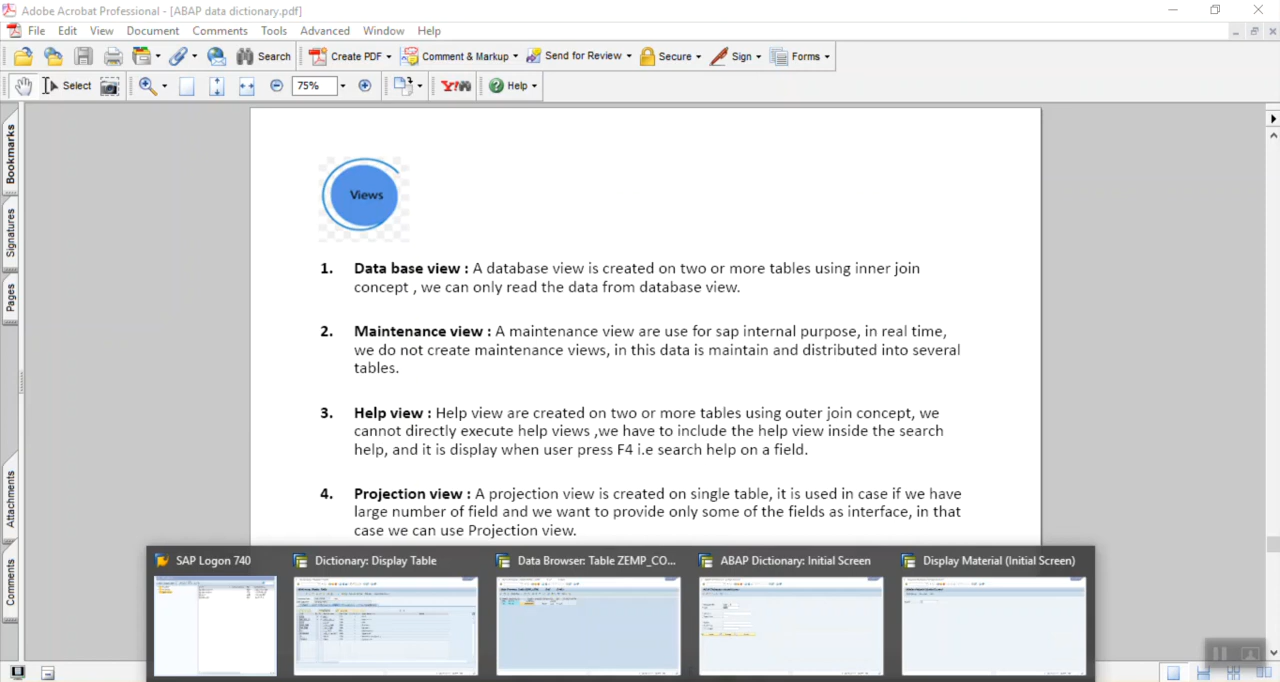 Adobe Acrobat Professional - [ABAP data dictionary.pdf]
File Edit View Document Comments Tools Advanced Window Help
Search Create PDF Comment & Markup Send for Review Secure Sign Forms
Select 75% Y! Help
Bookmarks
Signatures
Pages
Attachments
Comments
Views
1. Data base view : A database view is created on two or more tables using inner join
concept , we can only read the data from database view.
2. Maintenance view : A maintenance view are use for sap internal purpose, in real time,
we do not create maintenance views, in this data is maintain and distributed into several
tables.
3. Help view : Help view are created on two or more tables using outer join concept, we
cannot directly execute help views ,we have to include the help view inside the search
help, and it is display when user press F4 i.e search help on a field.
4. Projection view : A projection view is created on single table, it is used in case if we have
large number of field and we want to provide only some of the fields as interface, in that
case we can use Projection view.
SAP Logon 740 Dictionary: Display Table Data Browser: Table ZEMP_CO... ABAP Dictionary: Initial Screen Display Material (Initial Screen)